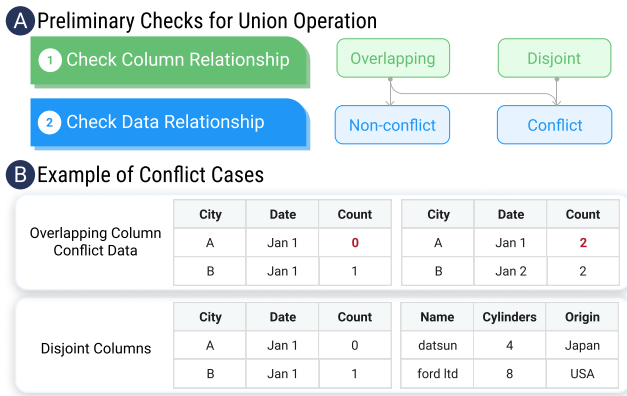 A Preliminary Checks for Union Operation
1 Check Column Relationship
Overlapping Disjoint
2 Check Data Relationship
Non-conflict Conflict
B Example of Conflict Cases
Overlapping Column
Conflict Data
City Date Count City Date Count
A Jan 1 0 A Jan 1 2
B Jan 1 1 B Jan 2 2
Disjoint Columns
City Date Count Name Cylinders Origin
A Jan 1 0 datsun 4 Japan
B Jan 1 1 ford ltd 8 USA